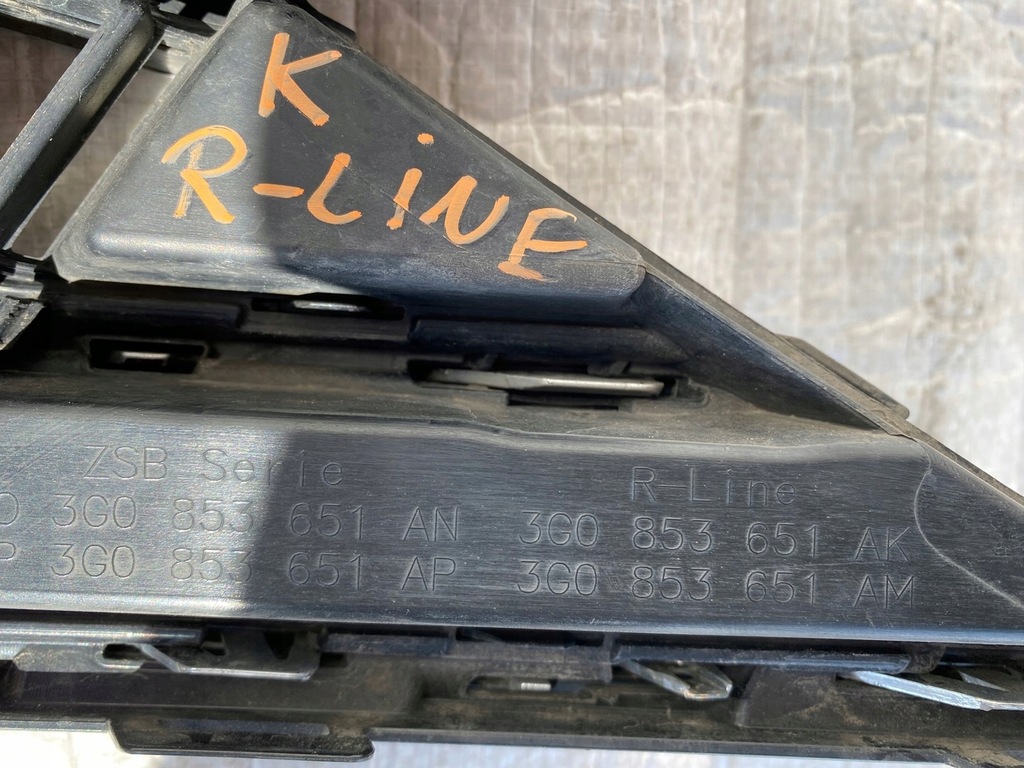 K
R-LiNE
ZSB Serie R-Line
3G0 853 651 AN 3G0 853 651 AK
P 3G0 853 651 AP 3G0 853 651 AM